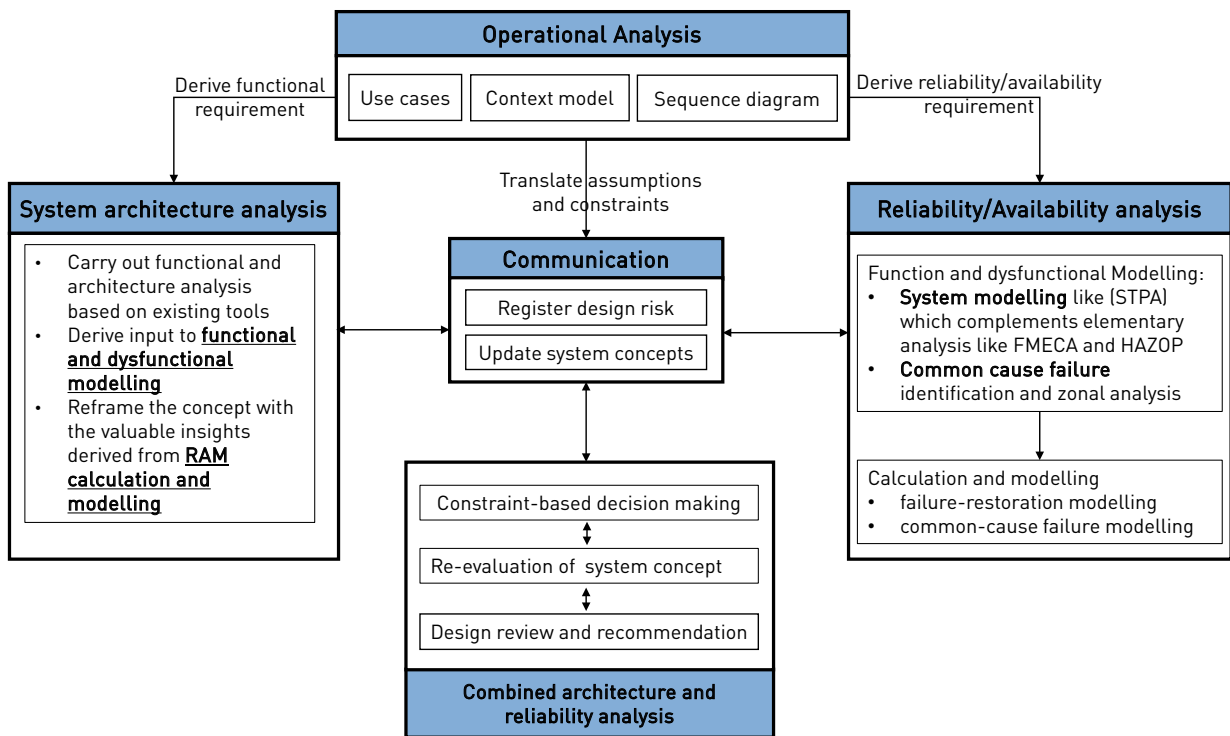 Operational Analysis
Use cases
Context model
Sequence diagram
Derive functional
requirement
Derive reliability/availability
requirement
Translate assumptions
and constraints
System architecture analysis
• Carry out functional and
architecture analysis
based on existing tools
• Derive input to functional
and dysfunctional
modelling
• Reframe the concept with
the valuable insights
derived from RAM
calculation and
modelling
Communication
Register design risk
Update system concepts
Reliability/Availability analysis
Function and dysfunctional Modelling:
• System modelling like (STPA)
which complements elementary
analysis like FMECA and HAZOP
• Common cause failure
identification and zonal analysis
Calculation and modelling
• failure-restoration modelling
• common-cause failure modelling
Constraint-based decision making
Re-evaluation of system concept
Design review and recommendation
Combined architecture and
reliability analysis